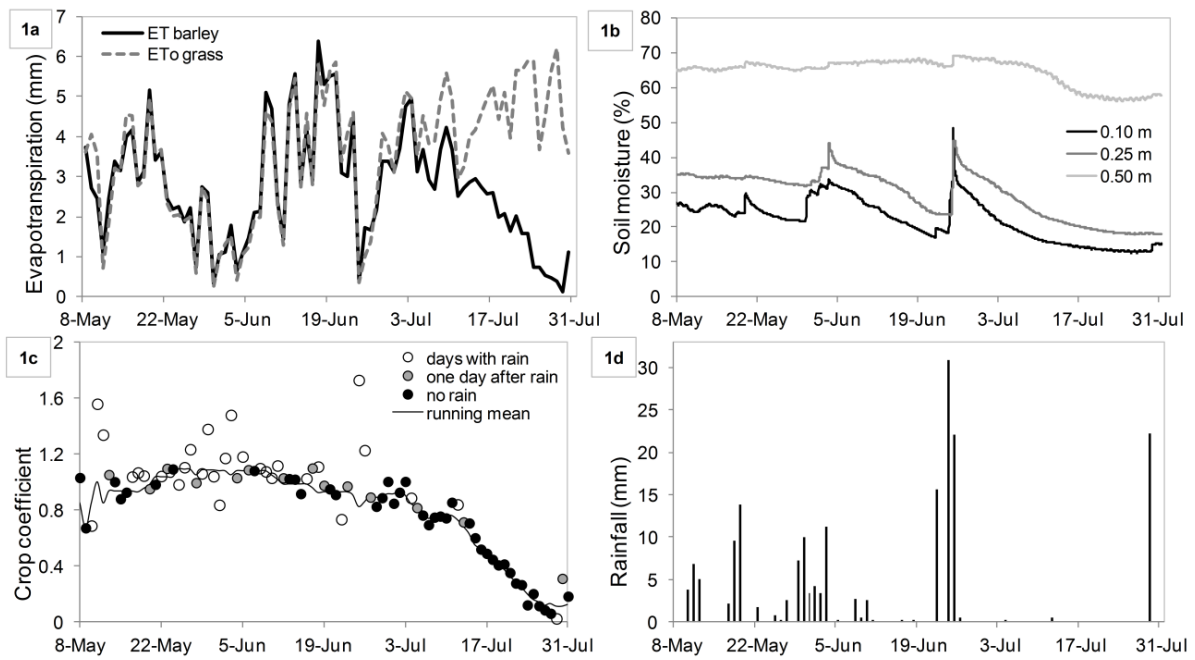 1a
ET barley
ETo grass
Evapotranspiration (mm)
7
6
5
4
3
2
1
0
8-May 22-May 5-Jun 19-Jun 3-Jul 17-Jul 31-Jul
1b
Soil moisture (%)
80
70
60
50
40
30
20
10
0
0.10 m
0.25 m
0.50 m
8-May 22-May 5-Jun 19-Jun 3-Jul 17-Jul 31-Jul
1c
Crop coefficient
2
1.6
1.2
0.8
0.4
0
days with rain
one day after rain
no rain
running mean
8-May 22-May 5-Jun 19-Jun 3-Jul 17-Jul 31-Jul
1d
Rainfall (mm)
30
25
20
15
10
5
0
8-May 22-May 5-Jun 19-Jun 3-Jul 17-Jul 31-Jul